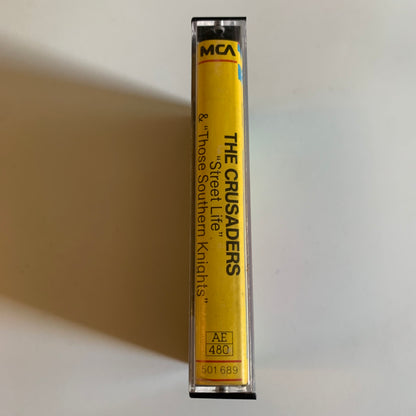 MCA
THE CRUSADERS
"Street Life"
& "Those Southern Knights"
AE
480
501 689